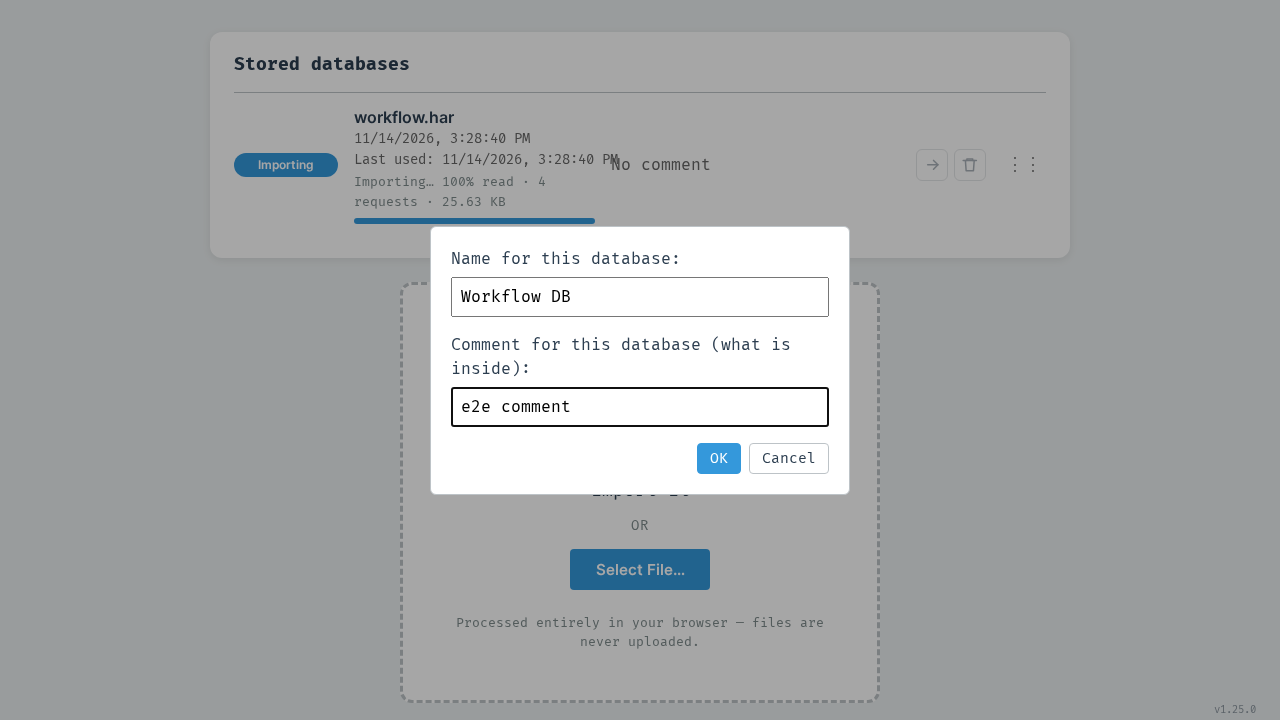 Stored databases
Importing
workflow.har
11/14/2026, 3:28:40 PM
Last used: 11/14/2026, 3:28:40 PM
Importing… 100% read · 4
requests · 25.63 KB
No comment
Name for this database:
Workflow DB
Comment for this database (what is
inside):
e2e comment
OK
Cancel
OR
Select File…
Processed entirely in your browser — files are
never uploaded.
v1.25.0